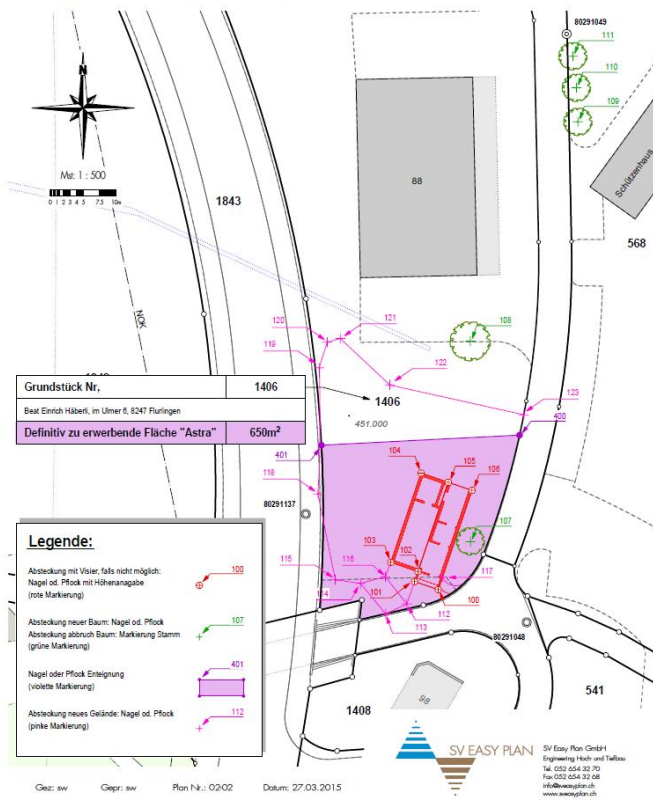 80291049
111
110
109
N
Mst: 1 : 500
0 1 2 3 4 5 7.5 10m
88
Schützenhaus
1843
568
NOK
120
121
108
119
122
123
Grundstück Nr, 1406
1406
Beat Einrich Häberli, im Ulmer 6, 8247 Flurlingen
451.000
Definitiv zu erwerbende Fläche "Astra" 650m²
400
401
104
105
106
118
80291137
107
103
102
115
116
117
114
101
100
112
113
80291048
541
98
1408
Legende:
Absteckung mit Visier, falls nicht möglich:
Nagel od. Pflock mit Höhenangabe
(rote Markierung)
100
Absteckung neuer Baum: Nagel od. Pflock
Absteckung abbruch Baum: Markierung Stamm
(grüne Markierung)
107
Nagel oder Pflock Enteignung
(violette Markierung)
401
Absteckung neues Gelände: Nagel od. Pflock
(pinke Markierung)
112
SV EASY PLAN
SV Easy Plan GmbH
Engineering Hoch- und Tiefbau
Tel. 052 654 32 70
Fax 052 654 32 68
info@sveasyplan.ch
www.sveasyplan.ch
Gez: sw Gepr: sw Plan N.: 02-02 Datum: 27.03.2015